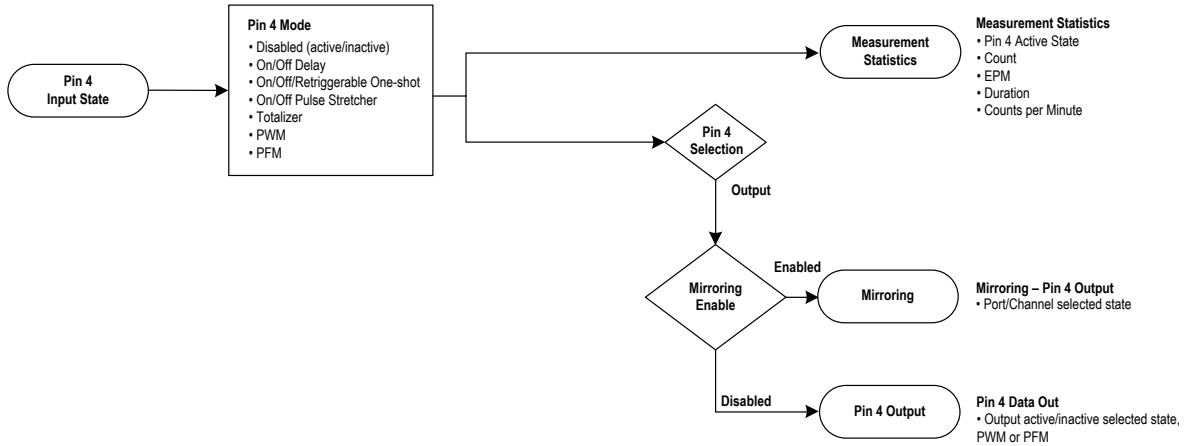 Pin 4
Input State
Pin 4 Mode
• Disabled (active/inactive)
• On/Off Delay
• On/Off/Retriggerable One-shot
• On/Off Pulse Stretcher
• Totalizer
• PWM
• PFM
Measurement
Statistics
Measurement Statistics
• Pin 4 Active State
• Count
• EPM
• Duration
• Counts per Minute
Pin 4
Selection
Output
Mirroring
Enable
Enabled
Mirroring
Mirroring – Pin 4 Output
• Port/Channel selected state
Disabled
Pin 4 Output
Pin 4 Data Out
• Output active/inactive selected state,
PWM or PFM